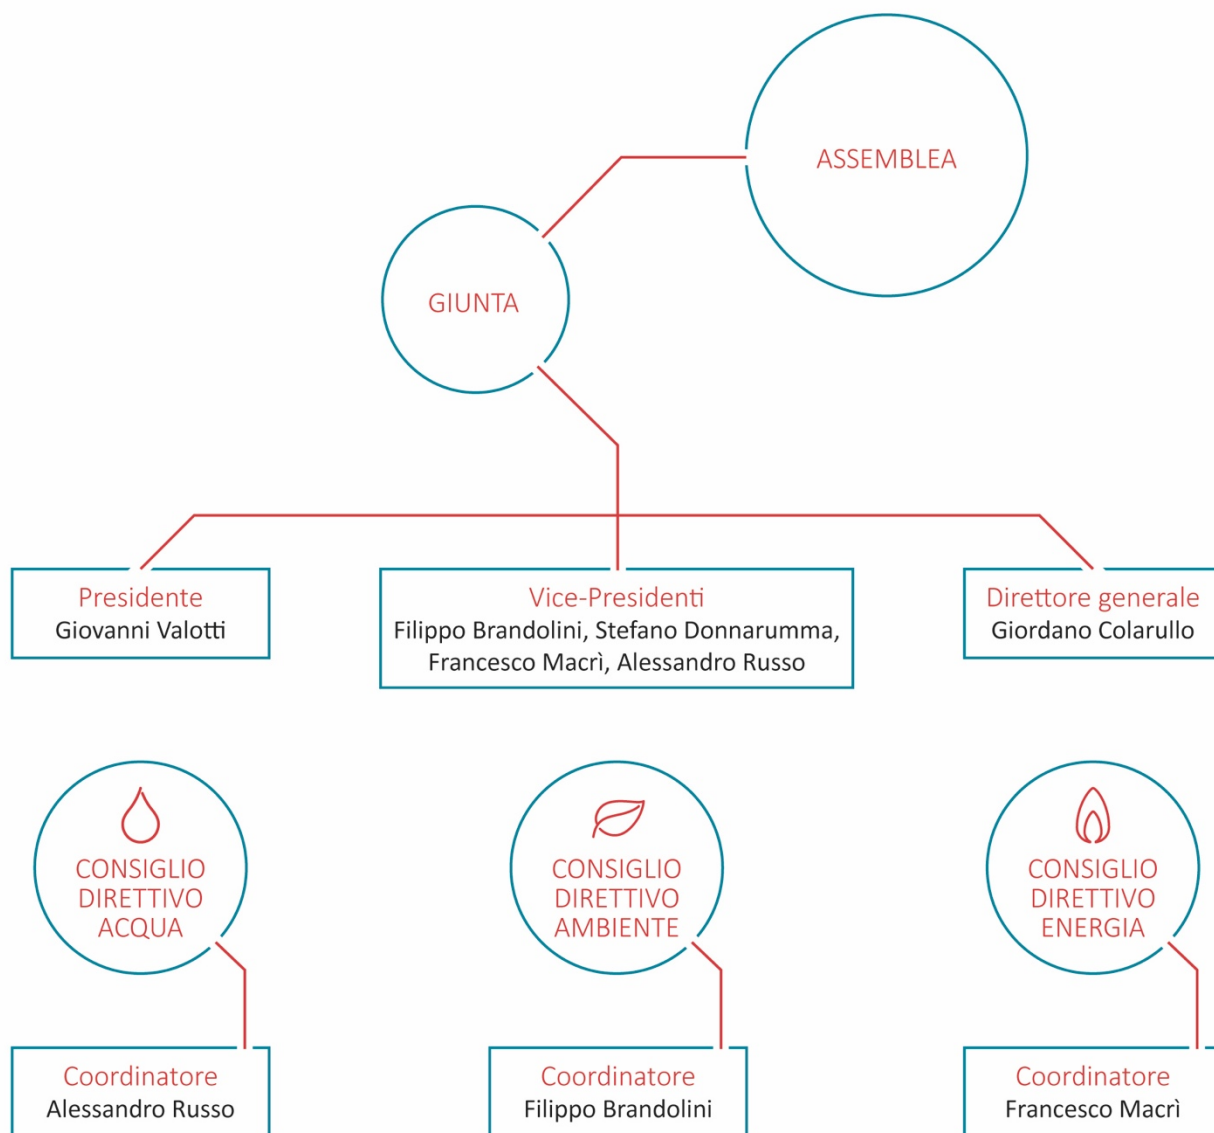 ASSEMBLEA
GIUNTA
Presidente
Giovanni Valotti
Vice-Presidenti
Filippo Brandolini, Stefano Donnarumma,
Francesco Macrì, Alessandro Russo
Direttore generale
Giordano Colarullo
CONSIGLIO
DIRETTIVO
ACQUA
CONSIGLIO
DIRETTIVO
AMBIENTE
CONSIGLIO
DIRETTIVO
ENERGIA
Coordinatore
Alessandro Russo
Coordinatore
Filippo Brandolini
Coordinatore
Francesco Macrì